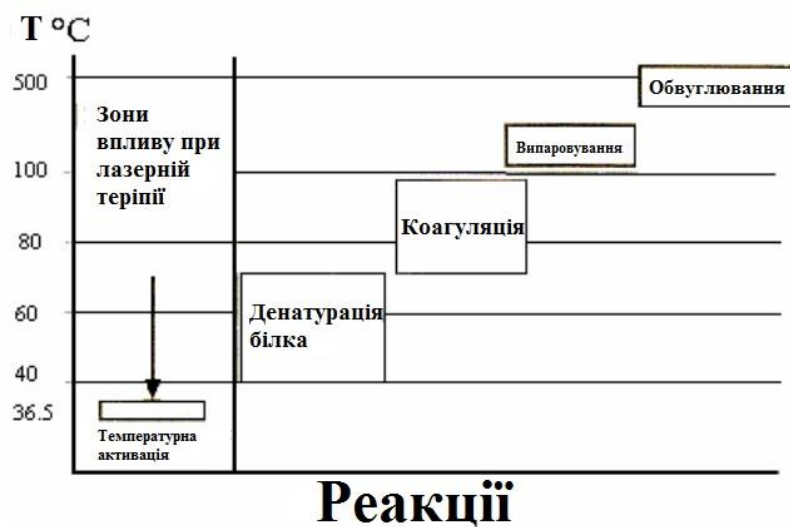 T °C
500
Зони
впливу при
лазерній
теріпії
Обвуглювання
Випаровування
100
Коагуляція
80
Денатурація
білка
60
40
36.5
Температурна
активація
Реакції